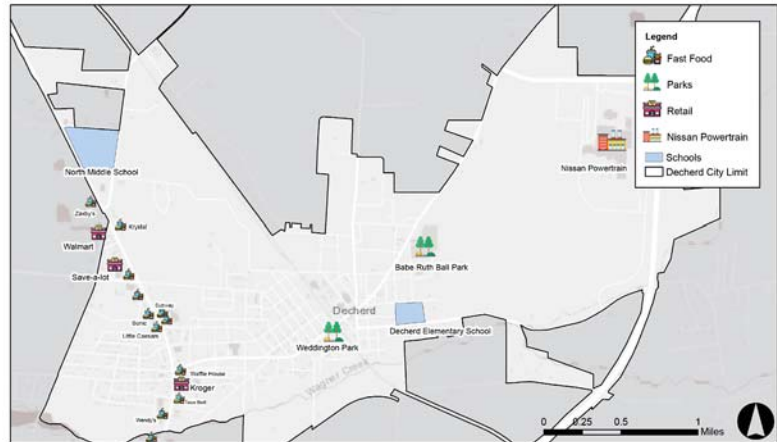 Legend
Fast Food
Parks
Retail
Nissan Powertrain
Schools
Decherd City Limit
North Middle School
Nissan Powertrain
Zaxby's
Krystal
Walmart
Save-a-lot
Babe Ruth Ball Park
Subway
Sonic
Little Caesars
Decherd
Decherd Elementary School
Weddington Park
Wagner Creek
Waffle House
Kroger
Taco Bell
Wendy's
0 0.25 0.5 1
Miles